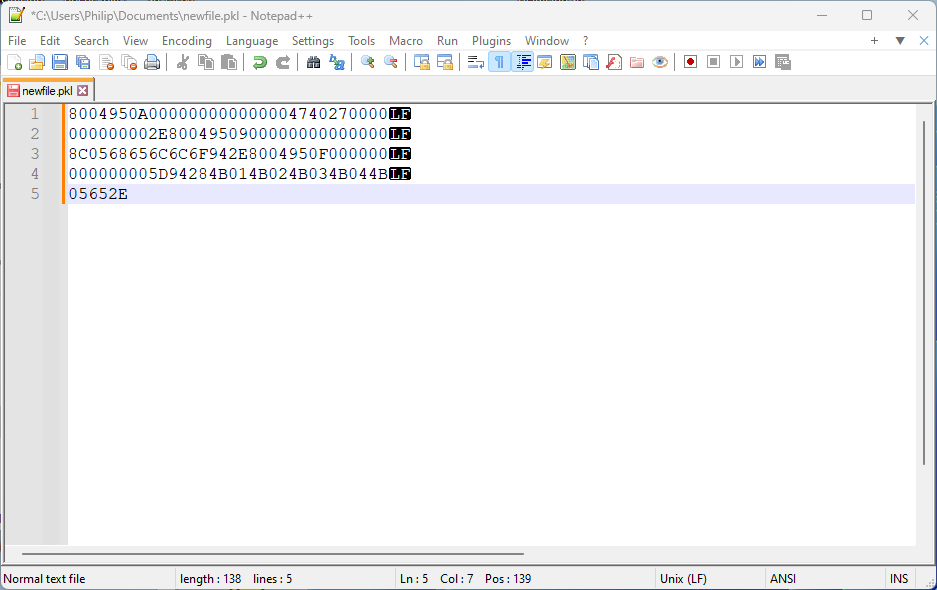 *C:\Users\Philip\Documents\newfile.pkl - Notepad++
File Edit Search View Encoding Language Settings Tools Macro Run Plugins Window ?
newfile.pkl
1 8004950A000000000000004740270000LF
2 000000002E8004950900000000000000LF
3 8C0568656C6C6F942E8004950F000000LF
4 000000005D94284B014B024B034B044BLF
5 05652E
Normal text file length : 138 lines : 5 Ln : 5 Col : 7 Pos : 139 Unix (LF) ANSI INS